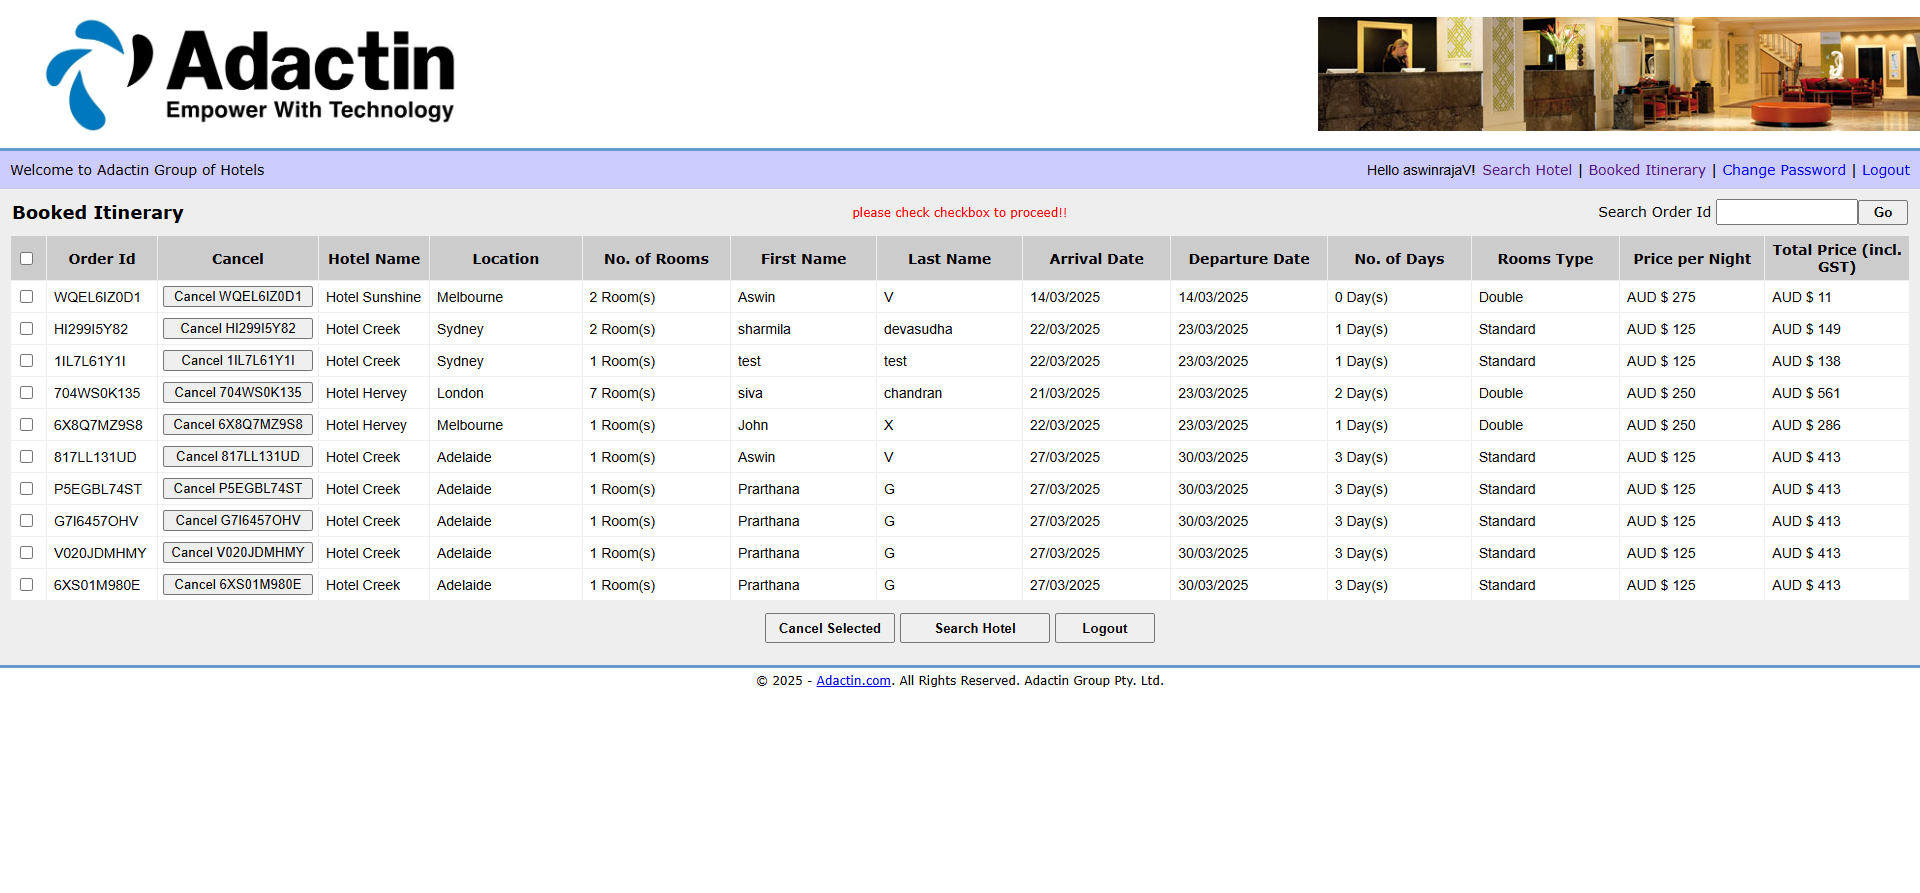 Adactin
Empower With Technology
Welcome to Adactin Group of Hotels
Hello aswinrajaV! Search Hotel | Booked Itinerary | Change Password | Logout
Booked Itinerary
please check checkbox to proceed!!
Search Order Id Go
Order Id Cancel Hotel Name Location No. of Rooms First Name Last Name Arrival Date Departure Date No. of Days Rooms Type Price per Night Total Price (incl. GST)
WQEL6IZ0D1 Cancel WQEL6IZ0D1 Hotel Sunshine Melbourne 2 Room(s) Aswin V 14/03/2025 14/03/2025 0 Day(s) Double AUD $ 275 AUD $ 11
HI299I5Y82 Cancel HI299I5Y82 Hotel Creek Sydney 2 Room(s) sharmila devasudha 22/03/2025 23/03/2025 1 Day(s) Standard AUD $ 125 AUD $ 149
1IL7L61Y1I Cancel 1IL7L61Y1I Hotel Creek Sydney 1 Room(s) test test 22/03/2025 23/03/2025 1 Day(s) Standard AUD $ 125 AUD $ 138
704WS0K135 Cancel 704WS0K135 Hotel Hervey London 7 Room(s) siva chandran 21/03/2025 23/03/2025 2 Day(s) Double AUD $ 250 AUD $ 561
6X8Q7MZ9S8 Cancel 6X8Q7MZ9S8 Hotel Hervey Melbourne 1 Room(s) John X 22/03/2025 23/03/2025 1 Day(s) Double AUD $ 250 AUD $ 286
817LL131UD Cancel 817LL131UD Hotel Creek Adelaide 1 Room(s) Aswin V 27/03/2025 30/03/2025 3 Day(s) Standard AUD $ 125 AUD $ 413
P5EGBL74ST Cancel P5EGBL74ST Hotel Creek Adelaide 1 Room(s) Prarthana G 27/03/2025 30/03/2025 3 Day(s) Standard AUD $ 125 AUD $ 413
G7I6457OHV Cancel G7I6457OHV Hotel Creek Adelaide 1 Room(s) Prarthana G 27/03/2025 30/03/2025 3 Day(s) Standard AUD $ 125 AUD $ 413
V020JDMHMY Cancel V020JDMHMY Hotel Creek Adelaide 1 Room(s) Prarthana G 27/03/2025 30/03/2025 3 Day(s) Standard AUD $ 125 AUD $ 413
6XS01M980E Cancel 6XS01M980E Hotel Creek Adelaide 1 Room(s) Prarthana G 27/03/2025 30/03/2025 3 Day(s) Standard AUD $ 125 AUD $ 413
Cancel Selected Search Hotel Logout
© 2025 - Adactin.com. All Rights Reserved. Adactin Group Pty. Ltd.